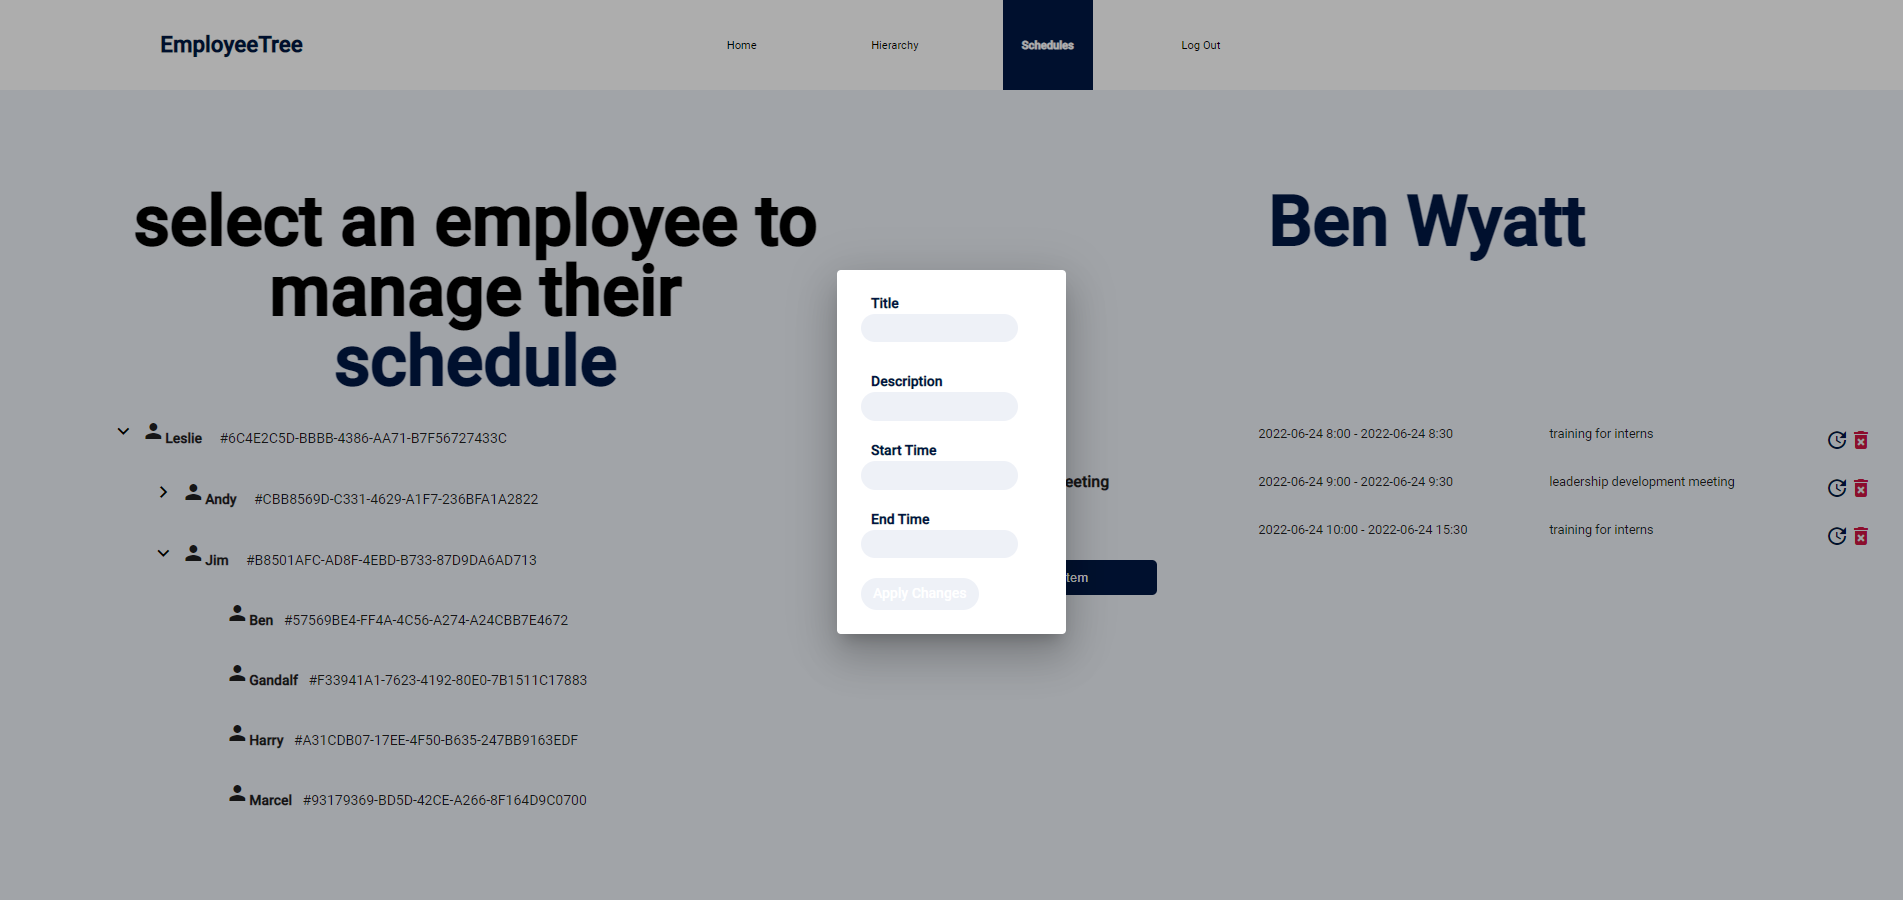 EmployeeTree
Home
Hierarchy
Schedules
Log Out
select an employee to
manage their
schedule
Leslie #6C4E2C5D-BBBB-4386-AA71-B7F56727433C
Andy #CBB8569D-C331-4629-A1F7-236BFA1A2822
Jim #B8501AFC-AD8F-4EBD-B733-87D9DA6AD713
Ben #57569BE4-FF4A-4C56-A274-A24CBB7E4672
Gandalf #F33941A1-7623-4192-80E0-7B1511C17883
Harry #A31CDB07-17EE-4F50-B635-247BB9163EDF
Marcel #93179369-BD5D-42CE-A266-8F164D9C0700
Title
Description
Start Time
End Time
Apply Changes
Ben Wyatt
2022-06-24 8:00 - 2022-06-24 8:30 training for interns
eeting 2022-06-24 9:00 - 2022-06-24 9:30 leadership development meeting
2022-06-24 10:00 - 2022-06-24 15:30 training for interns
tem